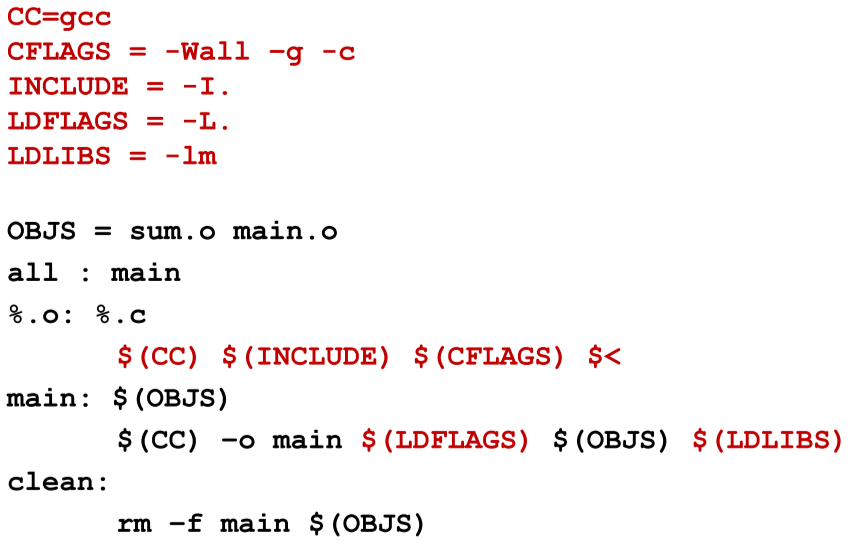 CC=gcc
CFLAGS = -Wall –g -c
INCLUDE = -I.
LDFLAGS = -L.
LDLIBS = -lm
OBJS = sum.o main.o
all : main
%.o: %.c
$(CC) $(INCLUDE) $(CFLAGS) $<
main: $(OBJS)
$(CC) –o main $(LDFLAGS) $(OBJS) $(LDLIBS)
clean:
rm –f main $(OBJS)